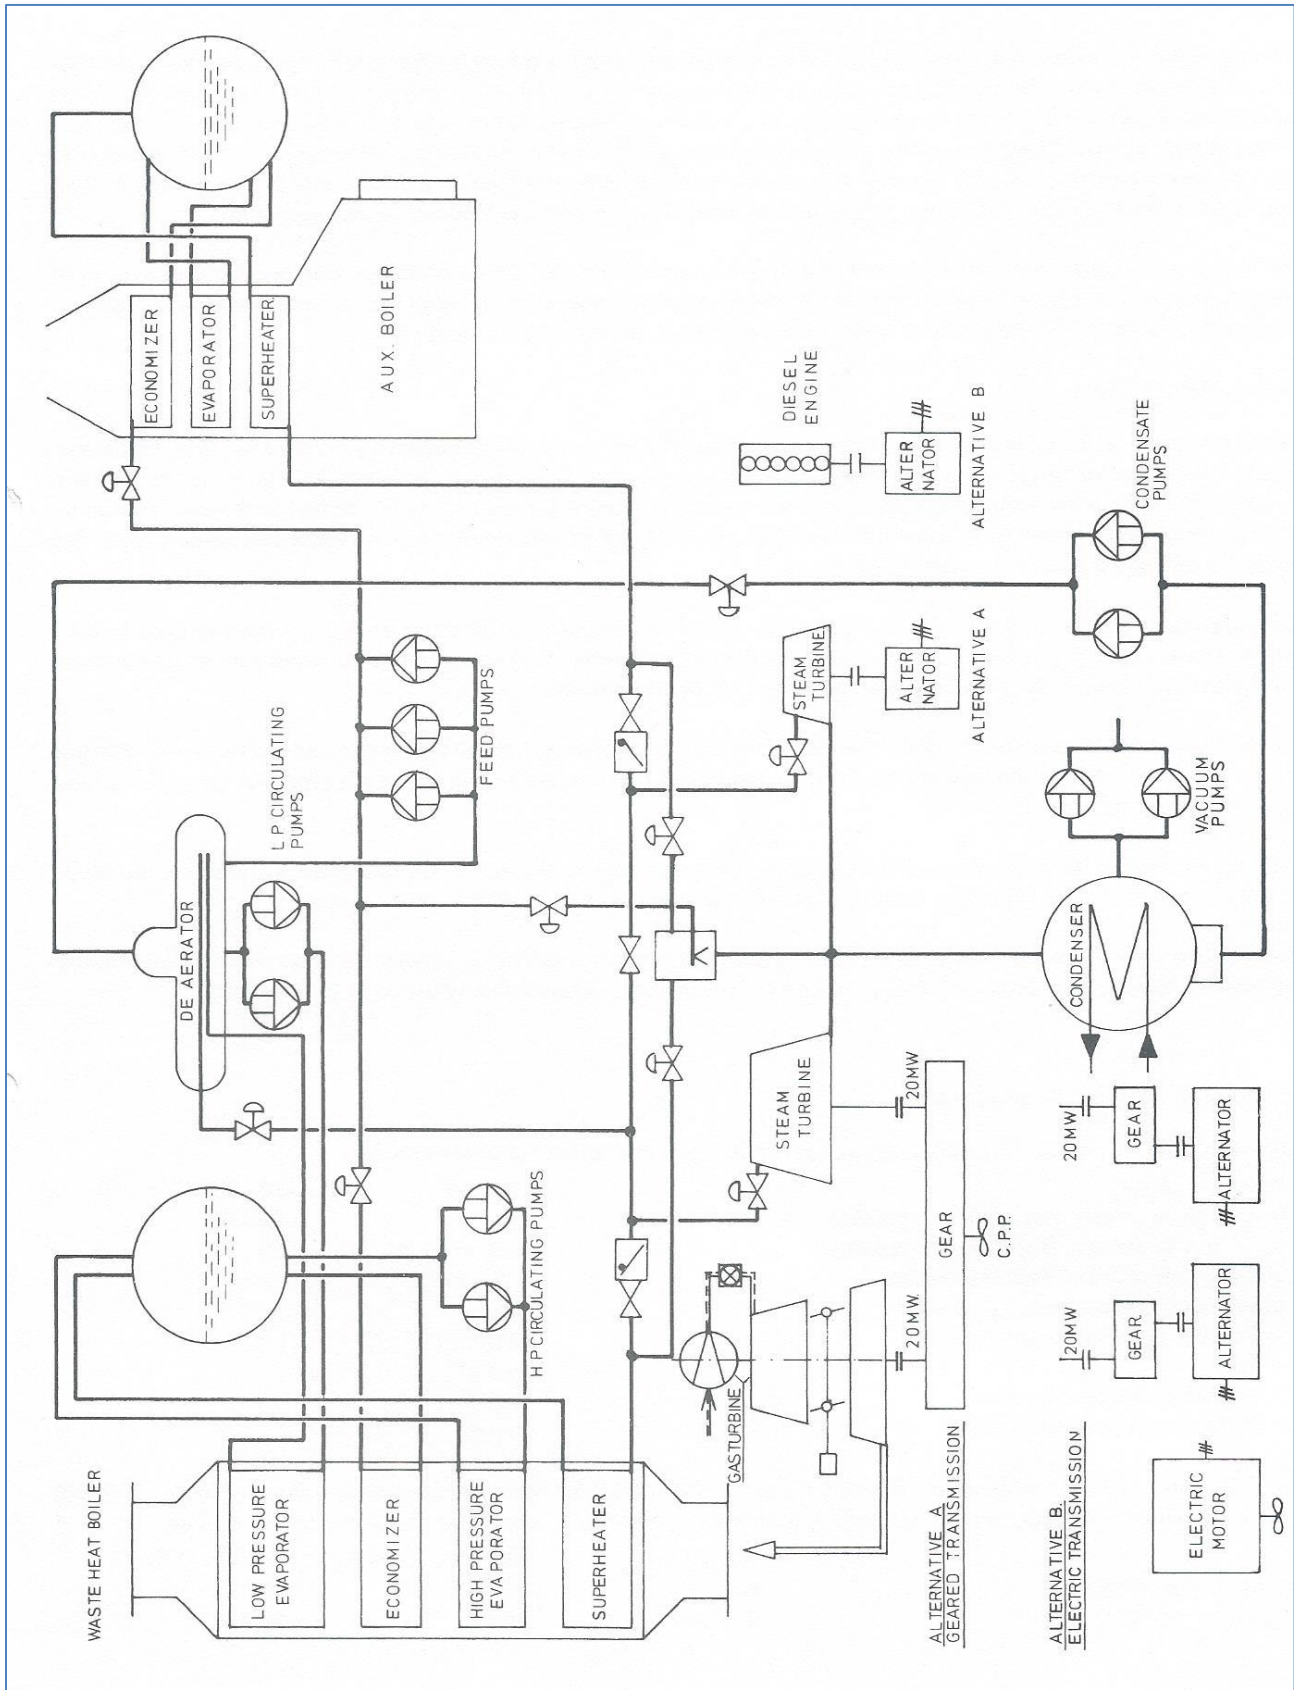 WASTE HEAT BOILER
LOW PRESSURE
EVAPORATOR
ECONOMIZER
HIGH PRESSURE
EVAPORATOR
SUPERHEATER
HP CIRCULATING PUMPS
DE AERATOR
L P CIRCULATING
PUMPS
FEED PUMPS
ECONOMIZER
EVAPORATOR
SUPERHEATER
AUX. BOILER
GASTURBINE
20MW.
STEAM
TURBINE
20MW
GEAR
C.P.P.
ALTERNATIVE A
GEARED TRANSMISSION
STEAM
TURBINE
ALTER
NATOR
ALTERNATIVE A
DIESEL
ENGINE
ALTER
NATOR
ALTERNATIVE B
CONDENSER
VACUUM
PUMPS
CONDENSATE
PUMPS
ALTERNATIVE B.
ELECTRIC TRANSMISSION
ELECTRIC
MOTOR
20MW
GEAR
ALTERNATOR
20MW
GEAR
ALTERNATOR